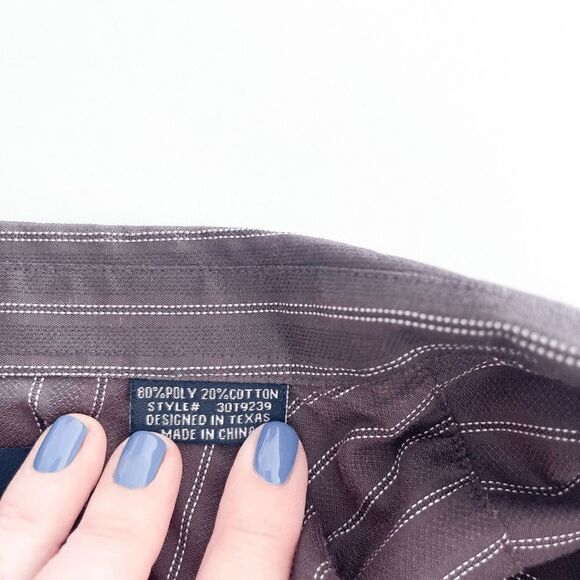 80%POLY 20%COTTON
STYLE# 30T9239
DESIGNED IN TEXAS
MADE IN CHINA